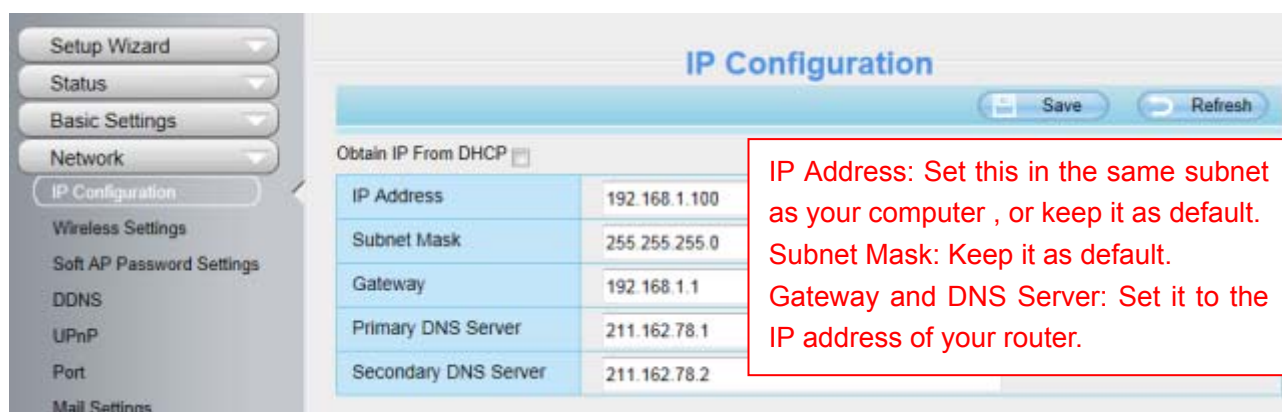 Setup Wizard
Status
Basic Settings
Network
IP Configuration
Wireless Settings
Soft AP Password Settings
DDNS
UPnP
Port
Mail Settings
IP Configuration
Save
Refresh
Obtain IP From DHCP
IP Address 192.168.1.100
Subnet Mask 255.255.255.0
Gateway 192.168.1.1
Primary DNS Server 211.162.78.1
Secondary DNS Server 211.162.78.2
IP Address: Set this in the same subnet
as your computer , or keep it as default.
Subnet Mask: Keep it as default.
Gateway and DNS Server: Set it to the
IP address of your router.